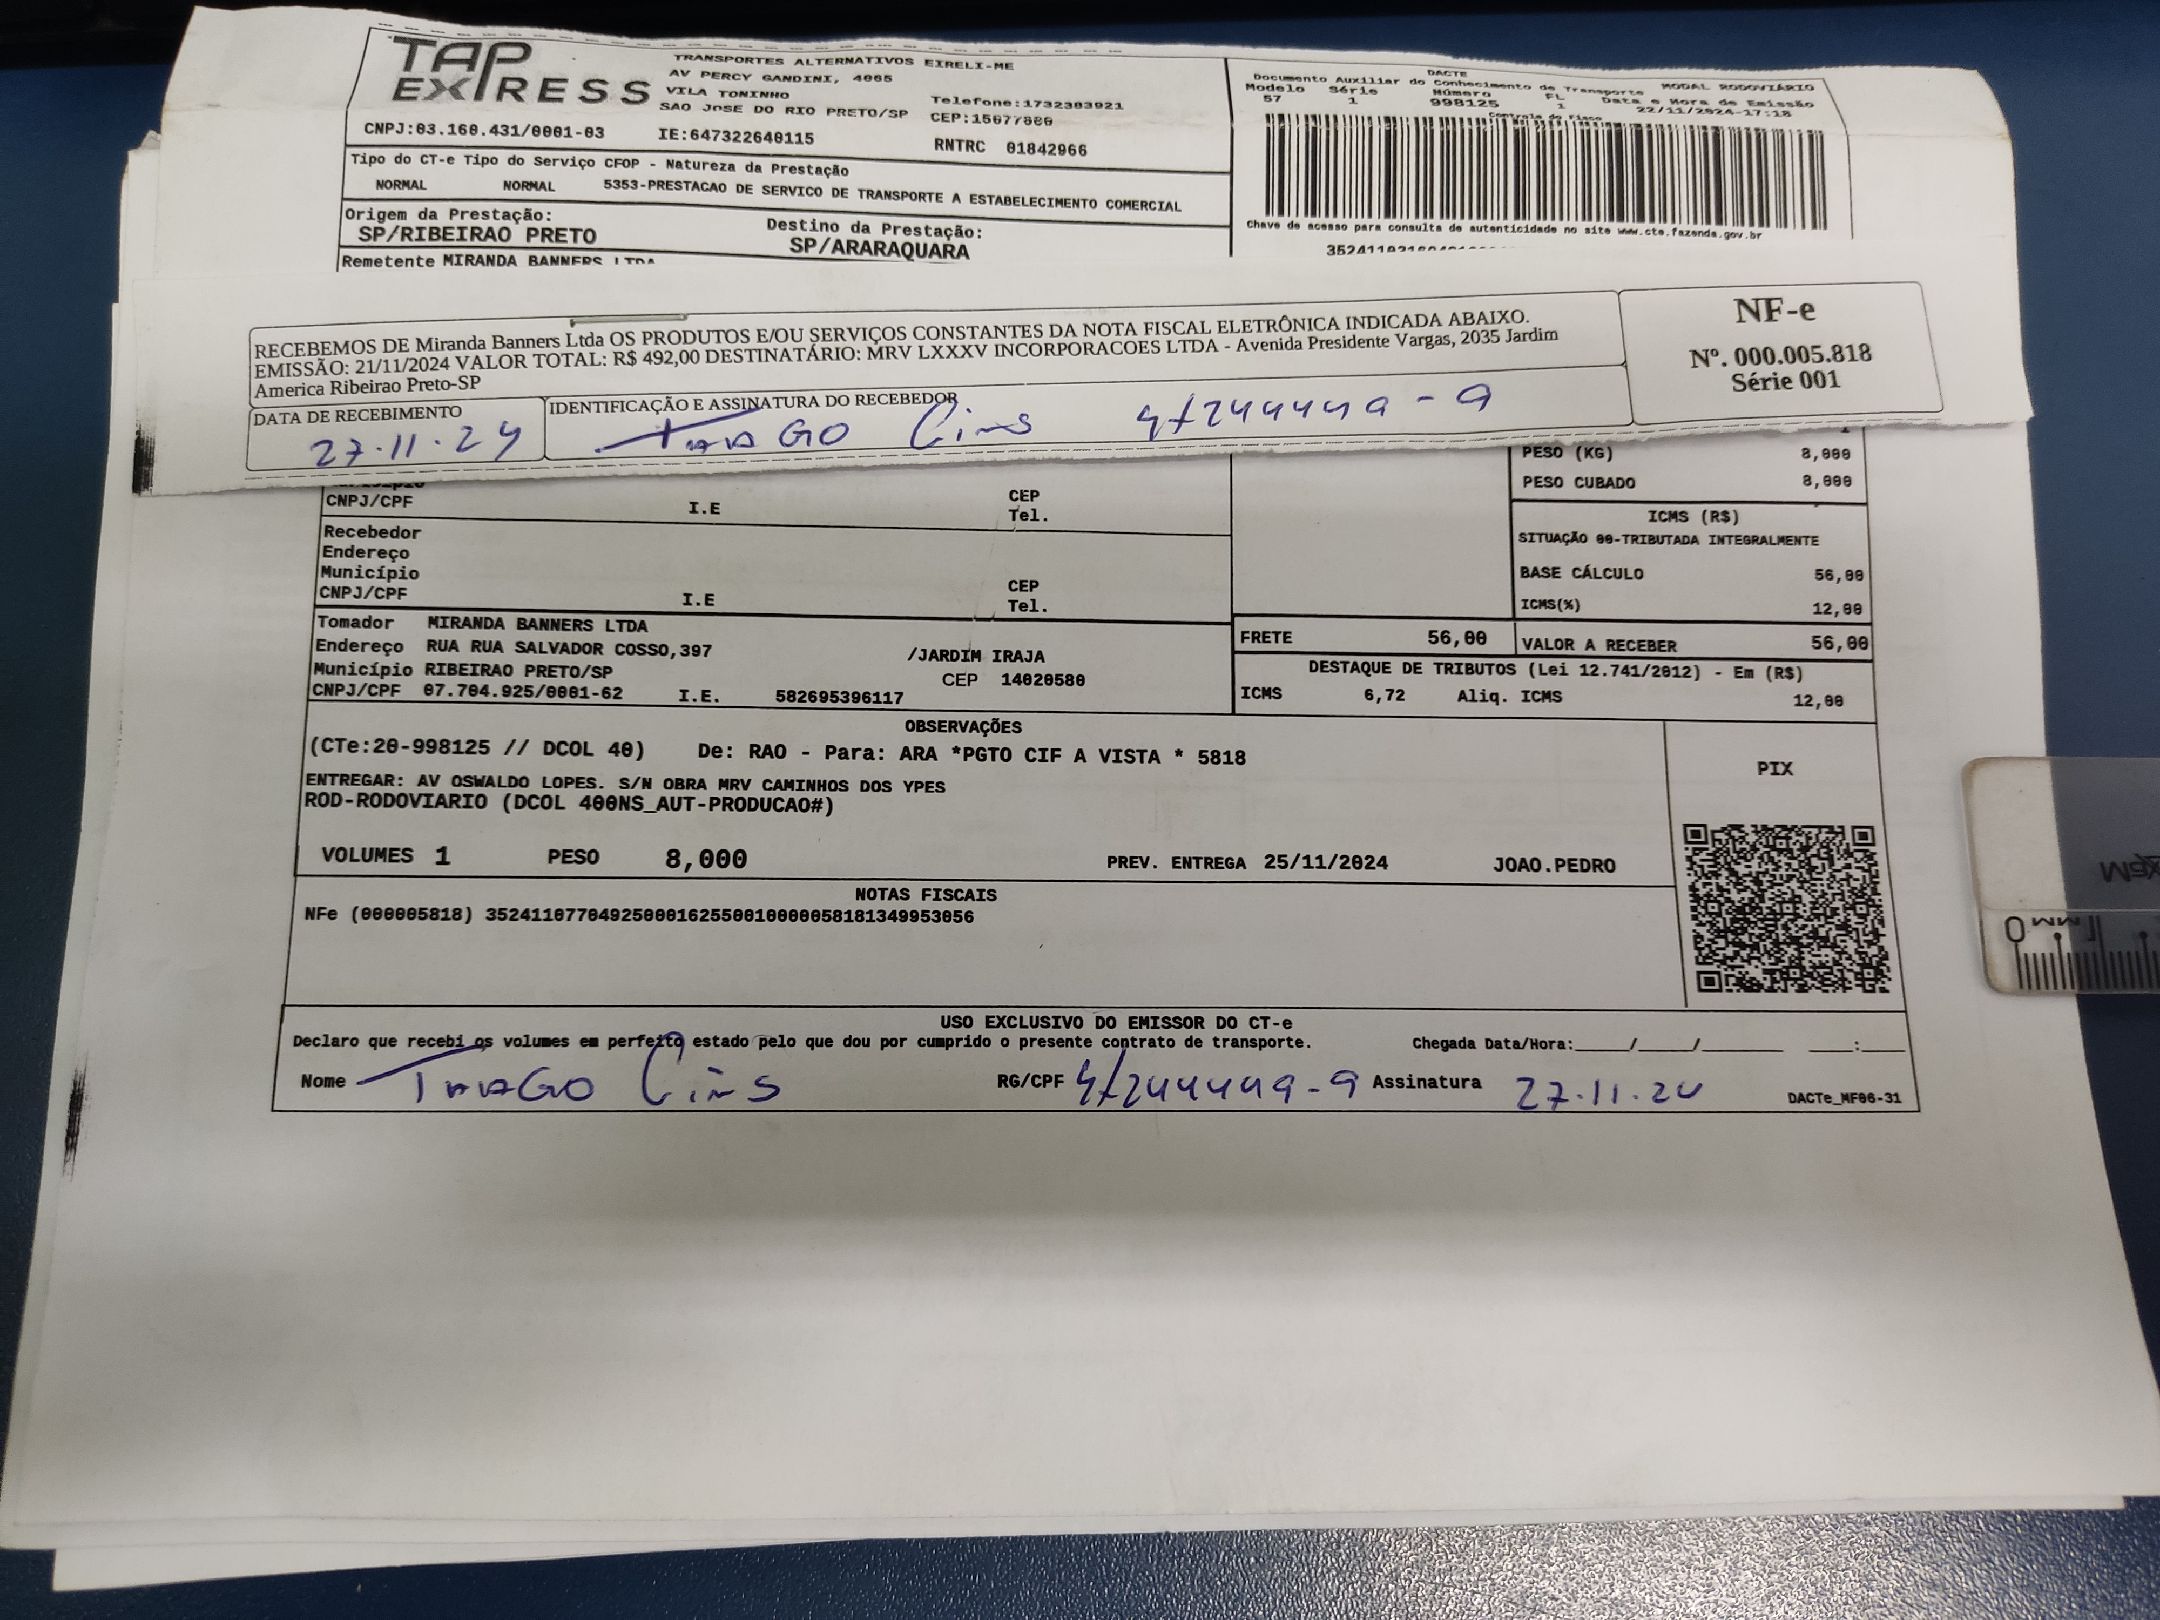 TAP EXPRESS
TRANSPORTES ALTERNATIVOS EIRELI-ME
AV PERCY GANDINI, 4085
VILA TONINHO
SAO JOSE DO RIO PRETO/SP
Telefone:1732303921
CEP:15077000
CNPJ:03.160.431/0001-03 IE:647322640115 RNTRC 01842966
Tipo do CT-e Tipo do Serviço CFOP - Natureza da Prestação
NORMAL NORMAL 5353-PRESTACAO DE SERVICO DE TRANSPORTE A ESTABELECIMENTO COMERCIAL
Origem da Prestação: Destino da Prestação:
SP/RIBEIRAO PRETO SP/ARARAQUARA
Remetente MIRANDA BANNERS LTDA
DACTE
Documento Auxiliar do Conhecimento de Transporte MODAL RODOVIÁRIO
Modelo Série Número FL Data e Hora de Emissão
57 1 998125 1 22/11/2024-17:18
Controle do Fisco
Chave de acesso para consulta de autenticidade no site www.cte.fazenda.gov.br
RECEBEMOS DE Miranda Banners Ltda OS PRODUTOS E/OU SERVIÇOS CONSTANTES DA NOTA FISCAL ELETRÔNICA INDICADA ABAIXO.
EMISSÃO: 21/11/2024 VALOR TOTAL: R$ 492,00 DESTINATÁRIO: MRV LXXXV INCORPORACOES LTDA - Avenida Presidente Vargas, 2035 Jardim
America Ribeirao Preto-SP
DATA DE RECEBIMENTO IDENTIFICAÇÃO E ASSINATURA DO RECEBEDOR
27.11.24
NF-e
Nº. 000.005.818
Série 001
PESO (KG) 8,000
PESO CUBADO 8,000
CNPJ/CPF I.E CEP
Tel.
Recebedor
Endereço
Município CEP
CNPJ/CPF I.E Tel.
ICMS (R$)
SITUAÇÃO 00-TRIBUTADA INTEGRALMENTE
BASE CÁLCULO 56,00
ICMS(%) 12,00
Tomador MIRANDA BANNERS LTDA
Endereço RUA RUA SALVADOR COSSO,397 /JARDIM IRAJA
Município RIBEIRAO PRETO/SP CEP 14020580
CNPJ/CPF 07.704.925/0001-62 I.E. 582695396117
FRETE 56,00 VALOR A RECEBER 56,00
DESTAQUE DE TRIBUTOS (Lei 12.741/2012) - Em (R$)
ICMS 6,72 Aliq. ICMS 12,00
OBSERVAÇÕES
(CTe:20-998125 // DCOL 40) De: RAO - Para: ARA *PGTO CIF A VISTA * 5818
ENTREGAR: AV OSWALDO LOPES. S/N OBRA MRV CAMINHOS DOS YPES
ROD-RODOVIARIO (DCOL 400NS_AUT-PRODUCAO#)
VOLUMES 1 PESO 8,000 PREV. ENTREGA 25/11/2024 JOAO.PEDRO
PIX
NOTAS FISCAIS
NFe (000005818) 35241107704925000162550010000058181349953056
USO EXCLUSIVO DO EMISSOR DO CT-e
Declaro que recebi os volumes em perfeito estado pelo que dou por cumprido o presente contrato de transporte. Chegada Data/Hora:____/____/______ ___:___
Nome RG/CPF Assinatura 27.11.24
DACTe_MF06-31
0 MM 1